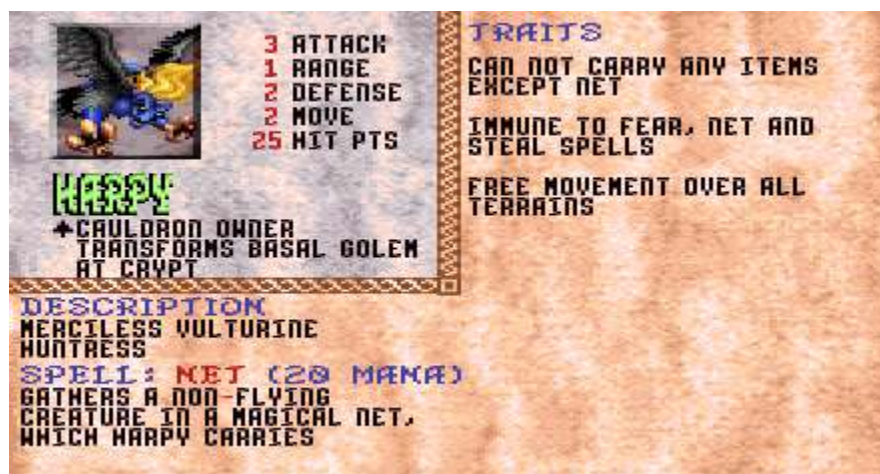 3 ATTACK
1 RANGE
2 DEFENSE
2 MOVE
25 HIT PTS
HARPY
CAULDRON OWNER
TRANSFORMS BASAL GOLEM
AT CRYPT
TRAITS
CAN NOT CARRY ANY ITEMS
EXCEPT NET
IMMUNE TO FEAR, NET AND
STEAL SPELLS
FREE MOVEMENT OVER ALL
TERRAINS
DESCRIPTION
MERCILESS VULTURINE
HUNTRESS
SPELL: NET (20 MANA)
GATHERS A NON-FLYING
CREATURE IN A MAGICAL NET,
WHICH HARPY CARRIES